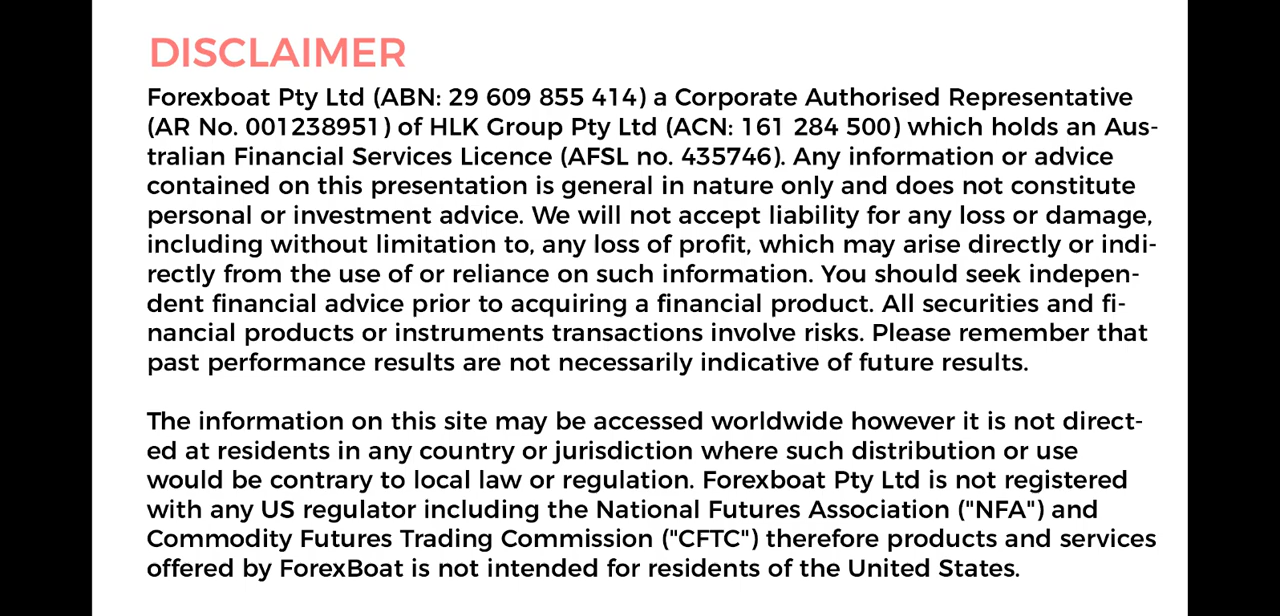 DISCLAIMER
Forexboat Pty Ltd (ABN: 29 609 855 414) a Corporate Authorised Representative
(AR No. 001238951) of HLK Group Pty Ltd (ACN: 161 284 500) which holds an Aus-
tralian Financial Services Licence (AFSL no. 435746). Any information or advice
contained on this presentation is general in nature only and does not constitute
personal or investment advice. We will not accept liability for any loss or damage,
including without limitation to, any loss of profit, which may arise directly or indi-
rectly from the use of or reliance on such information. You should seek indepen-
dent financial advice prior to acquiring a financial product. All securities and fi-
nancial products or instruments transactions involve risks. Please remember that
past performance results are not necessarily indicative of future results.
The information on this site may be accessed worldwide however it is not direct-
ed at residents in any country or jurisdiction where such distribution or use
would be contrary to local law or regulation. Forexboat Pty Ltd is not registered
with any US regulator including the National Futures Association ("NFA") and
Commodity Futures Trading Commission ("CFTC") therefore products and services
offered by ForexBoat is not intended for residents of the United States.